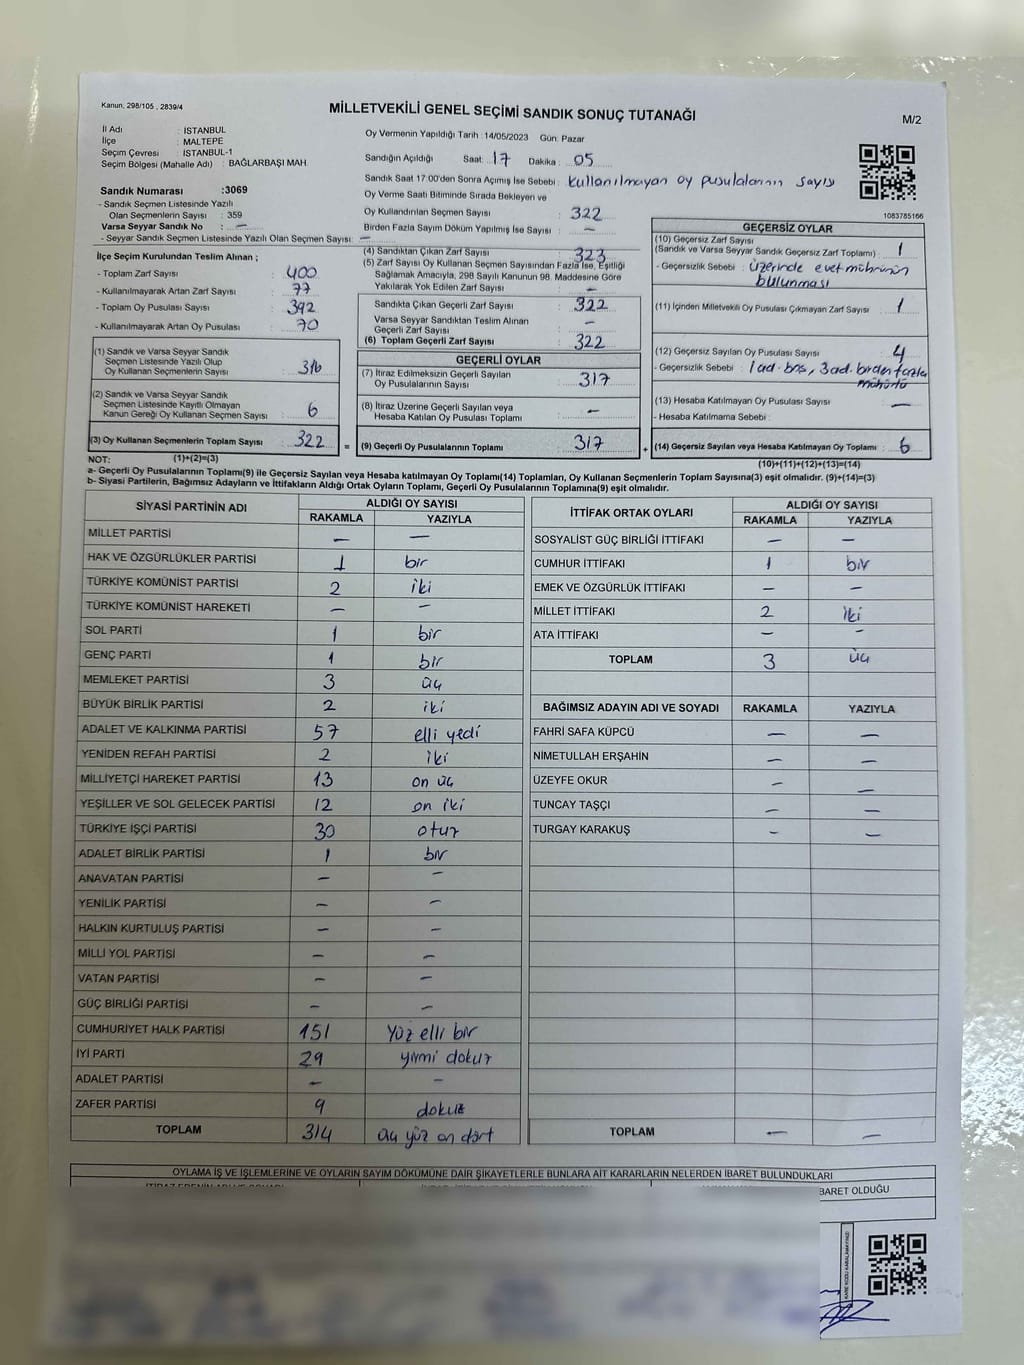 Kanun, 298/105 , 2839/4
MİLLETVEKİLİ GENEL SEÇİMİ SANDIK SONUÇ TUTANAĞI
M/2
İl Adı : İSTANBUL
İlçe : MALTEPE
Seçim Çevresi : İSTANBUL-1
Seçim Bölgesi (Mahalle Adı) : BAĞLARBAŞI MAH.
Oy Vermenin Yapıldığı Tarih : 14/05/2023 Gün: Pazar
Sandığın Açıldığı Saat: 17 Dakika : 05
Sandık Saat 17:00'den Sonra Açımış İse Sebebi : kullanılmayan oy pusulalarının sayısı
Oy Verme Saati Bitiminde Sırada Bekleyen ve
Oy Kullandırılan Seçmen Sayısı : 322
Birden Fazla Sayım Döküm Yapılmış İse Sayısı : –
Sandık Numarası :3069
- Sandık Seçmen Listesinde Yazılı
Olan Seçmenlerin Sayısı : 359
Varsa Seyyar Sandık No : –
- Seyyar Sandık Seçmen Listesinde Yazılı Olan Seçmen Sayısı: –
1083785166
İlçe Seçim Kurulundan Teslim Alınan ;
- Toplam Zarf Sayısı : 400
- Kullanılmayarak Artan Zarf Sayısı : 77
- Toplam Oy Pusulası Sayısı : 392
- Kullanılmayarak Artan Oy Pusulası : 70
(1) Sandık ve Varsa Seyyar Sandık
Seçmen Listesinde Yazılı Olup
Oy Kullanan Seçmenlerin Sayısı : 316
(2) Sandık ve Varsa Seyyar Sandık
Seçmen Listesinde Kayıtlı Olmayan
Kanun Gereği Oy Kullanan Seçmen Sayısı : 6
(3) Oy Kullanan Seçmenlerin Toplam Sayısı : 322 =
(4) Sandıktan Çıkan Zarf Sayısı : 323
(5) Zarf Sayısı Oy Kullanan Seçmen Sayısından Fazla İse, Eşitliği
Sağlamak Amacıyla, 298 Sayılı Kanunun 98. Maddesine Göre
Yakılarak Yok Edilen Zarf Sayısı : –
Sandıkta Çıkan Geçerli Zarf Sayısı : 322
Varsa Seyyar Sandıktan Teslim Alınan
Geçerli Zarf Sayısı : –
(6) Toplam Geçerli Zarf Sayısı : 322
GEÇERLİ OYLAR
(7) İtiraz Edilmeksizin Geçerli Sayılan
Oy Pusulalarının Sayısı : 317
(8) İtiraz Üzerine Geçerli Sayılan veya
Hesaba Katılan Oy Pusulası Toplamı : –
(9) Geçerli Oy Pusulalarının Toplamı : 317 +
GEÇERSİZ OYLAR
(10) Geçersiz Zarf Sayısı
(Sandık ve Varsa Seyyar Sandık Geçersiz Zarf Toplamı) : 1
- Geçersizlik Sebebi : üzerinde evet mührünün
bulunması
(11) İçinden Milletvekili Oy Pusulası Çıkmayan Zarf Sayısı : 1
(12) Geçersiz Sayılan Oy Pusulası Sayısı : 4
- Geçersizlik Sebebi : 1 ad. boş, 3 ad. birden fazla
mühürlü
(13) Hesaba Katılmayan Oy Pusulası Sayısı : –
- Hesaba Katılmama Sebebi :
(14) Geçersiz Sayılan veya Hesaba Katılmayan Oy Toplamı : 6
NOT: (1)+(2)=(3) (10)+(11)+(12)+(13)=(14)
a- Geçerli Oy Pusulalarının Toplamı(9) ile Geçersiz Sayılan veya Hesaba katılmayan Oy Toplamı(14) Toplamları, Oy Kullanan Seçmenlerin Toplam Sayısına(3) eşit olmalıdır. (9)+(14)=(3)
b- Siyasi Partilerin, Bağımsız Adayların ve İttifakların Aldığı Ortak Oyların Toplamı, Geçerli Oy Pusulalarının Toplamına(9) eşit olmalıdır.
SİYASİ PARTİNİN ADI ALDIĞI OY SAYISI
RAKAMLA YAZIYLA
MİLLET PARTİSİ – –
HAK VE ÖZGÜRLÜKLER PARTİSİ 1 bir
TÜRKİYE KOMÜNİST PARTİSİ 2 iki
TÜRKİYE KOMÜNİST HAREKETİ – –
SOL PARTİ 1 bir
GENÇ PARTİ 1 bir
MEMLEKET PARTİSİ 3 üç
BÜYÜK BİRLİK PARTİSİ 2 iki
ADALET VE KALKINMA PARTİSİ 57 elli yedi
YENİDEN REFAH PARTİSİ 2 iki
MİLLİYETÇİ HAREKET PARTİSİ 13 on üç
YEŞİLLER VE SOL GELECEK PARTİSİ 12 on iki
TÜRKİYE İŞÇİ PARTİSİ 30 otuz
ADALET BİRLİK PARTİSİ 1 bir
ANAVATAN PARTİSİ – –
YENİLİK PARTİSİ – –
HALKIN KURTULUŞ PARTİSİ – –
MİLLİ YOL PARTİSİ – –
VATAN PARTİSİ – –
GÜÇ BİRLİĞİ PARTİSİ – –
CUMHURİYET HALK PARTİSİ 151 yüz elli bir
İYİ PARTİ 29 yirmi dokuz
ADALET PARTİSİ – –
ZAFER PARTİSİ 9 dokuz
TOPLAM 314 üç yüz on dört
İTTİFAK ORTAK OYLARI ALDIĞI OY SAYISI
RAKAMLA YAZIYLA
SOSYALİST GÜÇ BİRLİĞİ İTTİFAKI – –
CUMHUR İTTİFAKI 1 bir
EMEK VE ÖZGÜRLÜK İTTİFAKI – –
MİLLET İTTİFAKI 2 iki
ATA İTTİFAKI – –
TOPLAM 3 üç
BAĞIMSIZ ADAYIN ADI VE SOYADI RAKAMLA YAZIYLA
FAHRİ SAFA KÜPCÜ – –
NİMETULLAH ERŞAHİN – –
ÜZEYFE OKUR – –
TUNCAY TAŞÇI – –
TURGAY KARAKUŞ – –
TOPLAM – –
OYLAMA İŞ VE İŞLEMLERİNE VE OYLARIN SAYIM DÖKÜMÜNE DAİR ŞİKAYETLERLE BUNLARA AİT KARARLARIN NELERDEN İBARET BULUNDUKLARI
BARET OLDUĞU